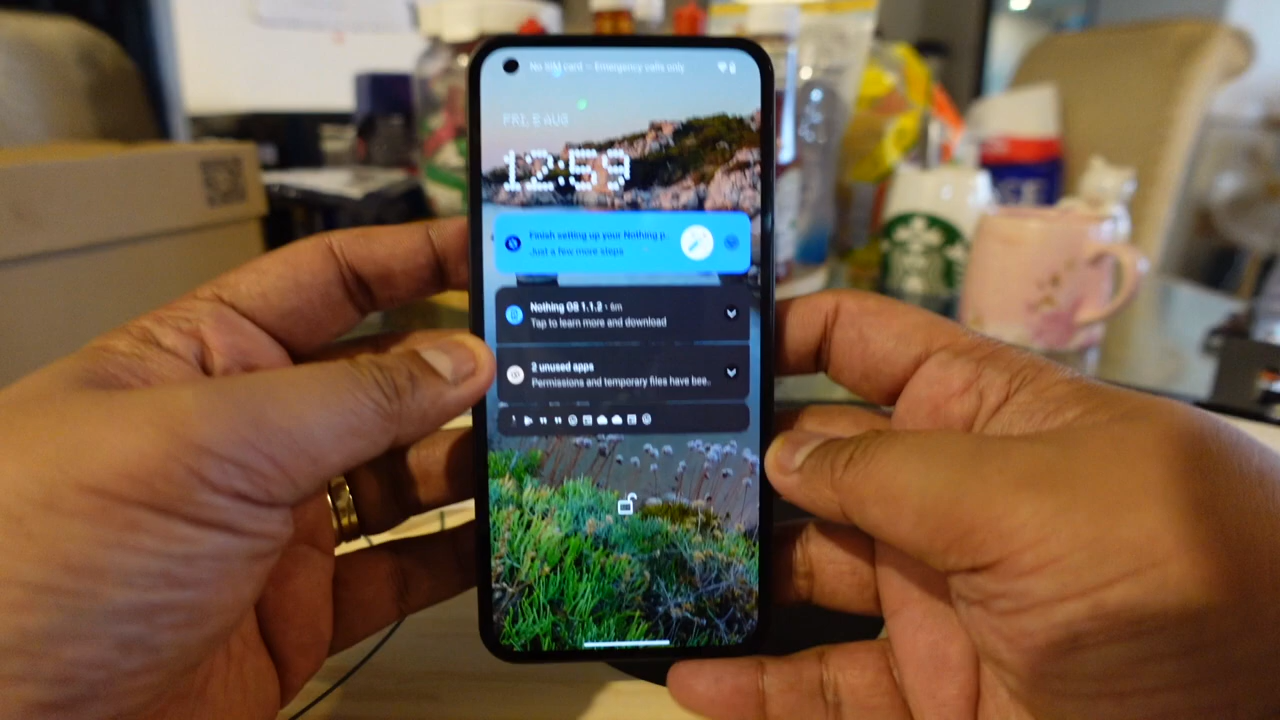 No SIM card — Emergency calls only
FRI, 5 AUG
12:59
Finish setting up your Nothing p..
Just a few more steps
Nothing OS 1.1.2 · 6m
Tap to learn more and download
2 unused apps
Permissions and temporary files have bee..